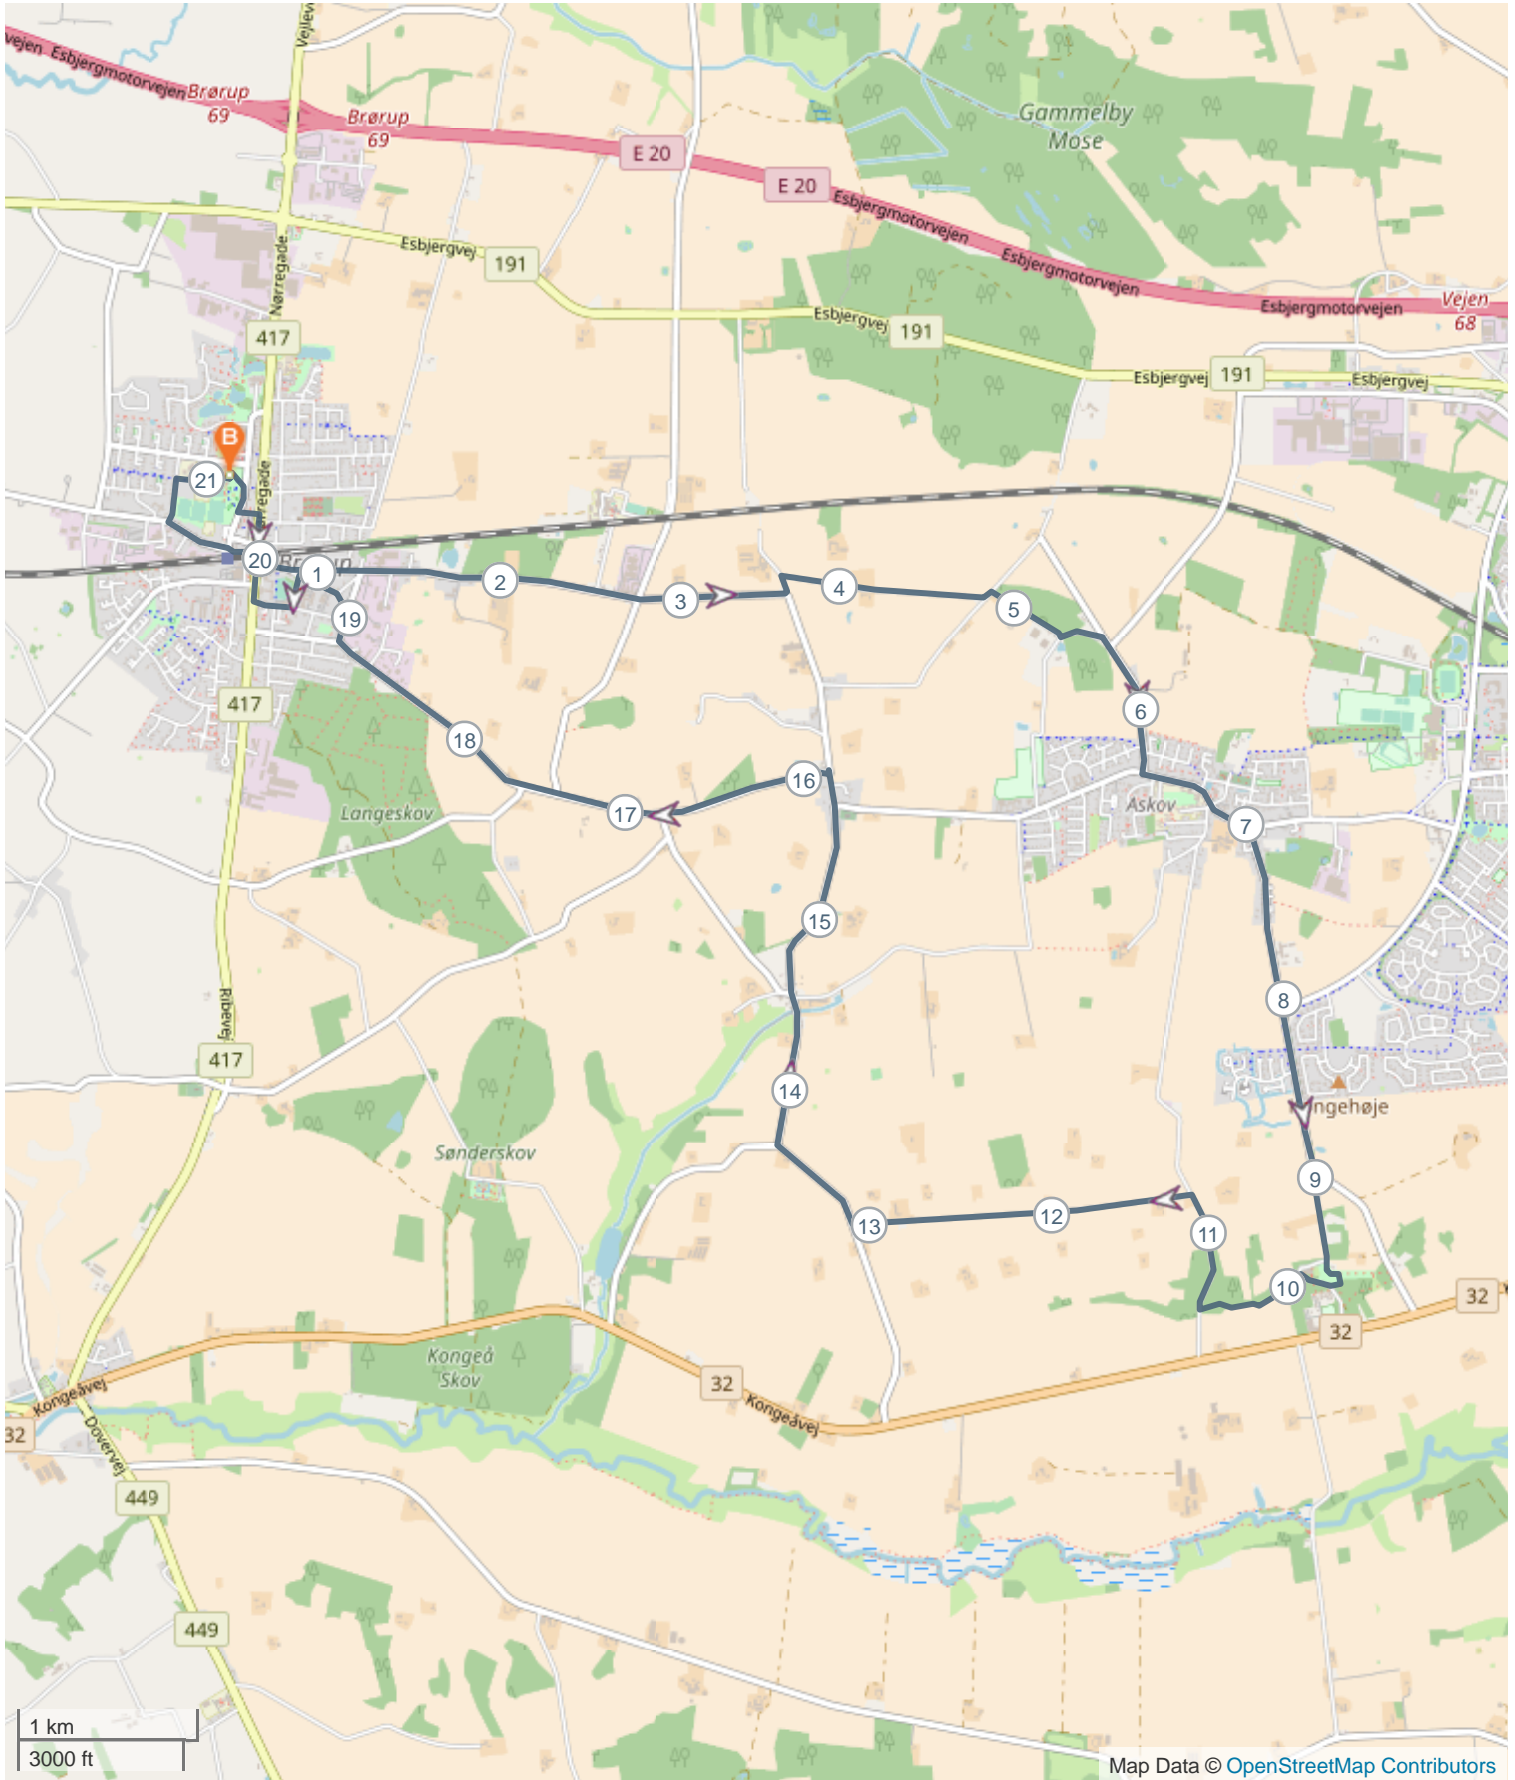 Vejlev
vejen
Esbjergmotorvejen
Brørup
69
Brørup
69
E 20
E 20
Gammelby
Mose
Esbjergmotorvejen
Esbjergmotorvejen
Esbjergmotorvejen
Vejen
68
Esbjergvej
191
Nørregade
417
Esbjergvej
191
Esbjergvej
191
Esbjergvej
B
21
rregade
20
Br
p
1
2
3
4
5
19
6
417
18
16
17
Langeskov
Askov
7
15
8
Ribevej
417
14
ngehøje
Sønderskov
9
13
12
11
10
32
32
Kongeå
Skov
32
Kongeåvej
Kongeåvej
32
Dovervej
449
449
1 km
3000 ft
Map Data © OpenStreetMap Contributors